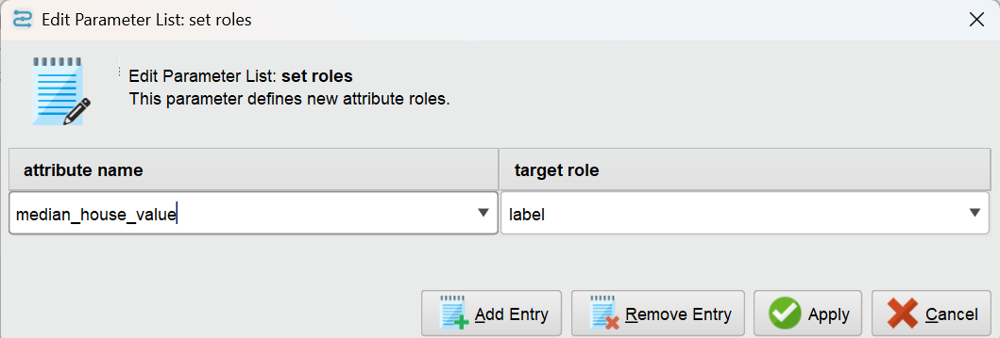 Edit Parameter List: set roles
Edit Parameter List: set roles
This parameter defines new attribute roles.
attribute name target role
median_house_value label
Add Entry Remove Entry Apply Cancel